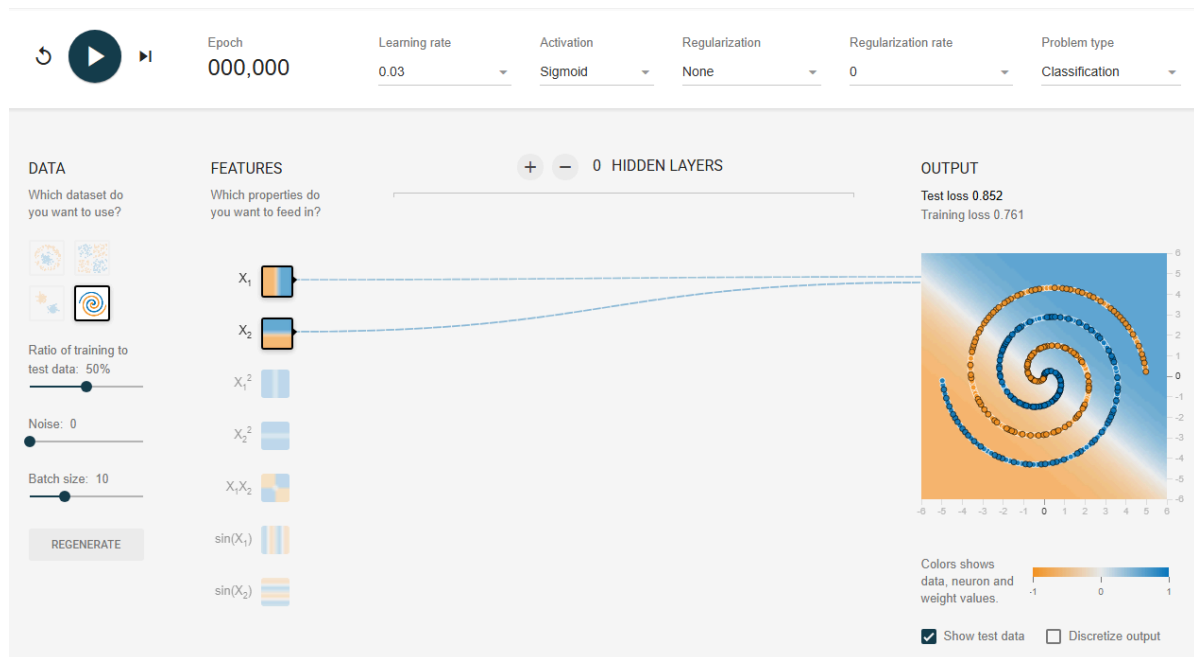 Epoch
000,000
Learning rate
0.03
Activation
Sigmoid
Regularization
None
Regularization rate
0
Problem type
Classification
DATA
Which dataset do
you want to use?
Ratio of training to
test data: 50%
Noise: 0
Batch size: 10
REGENERATE
FEATURES
Which properties do
you want to feed in?
X₁
X₂
X₁²
X₂²
X₁X₂
sin(X₁)
sin(X₂)
+ − 0 HIDDEN LAYERS
OUTPUT
Test loss 0.852
Training loss 0.761
6
5
4
3
2
1
0
-1
-2
-3
-4
-5
-6
-6 -5 -4 -3 -2 -1 0 1 2 3 4 5 6
Colors shows
data, neuron and
weight values.
-1 0 1
Show test data
Discretize output